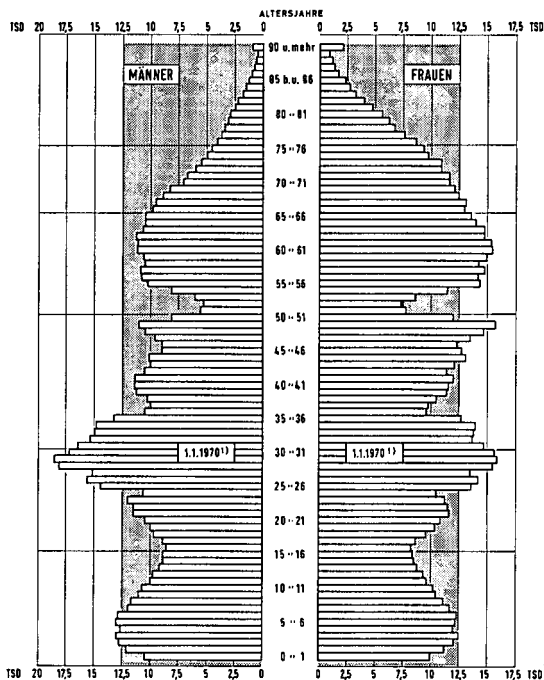 ALTERSJAHRE
TSD 20 17,5 15 12,5 10 7,5 5 2,5 0 0 2,5 5 7,5 10 12,5 15 17,5 TSD
90 u.mehr
MÄNNER FRAUEN
85 b.u. 86
80 " 81
75 " 76
70 " 71
65 " 66
60 " 61
55 " 56
50 " 51
45 " 46
40 " 41
35 " 36
1.1.1970¹) 30 " 31 1.1.1970¹)
25 " 26
20 " 21
15 " 16
10 " 11
5 " 6
0 " 1
TSD 20 17,5 15 12,5 10 7,5 5 2,5 0 0 2,5 5 7,5 10 12,5 15 17,5 TSD